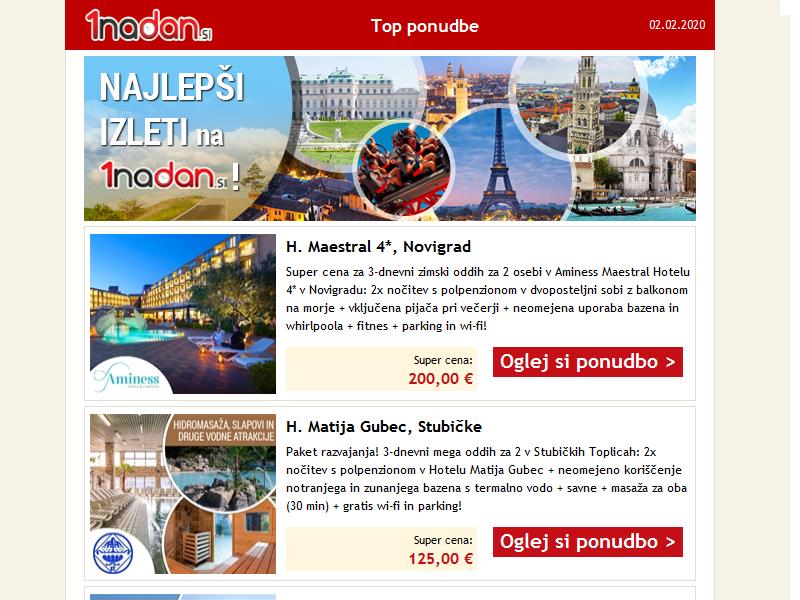 1nadan.si
Top ponudbe
02.02.2020
NAJLEPŠI
IZLETI na
1nadan.si !
H. Maestral 4*, Novigrad
Super cena za 3-dnevni zimski oddih za 2 osebi v Aminess Maestral Hotelu
4* v Novigradu: 2x nočitev s polpenzionom v dvoposteljni sobi z balkonom
na morje + vključena pijača pri večerji + neomejena uporaba bazena in
whirlpoola + fitnes + parking in wi-fi!
Aminess
Super cena:
200,00 €
Oglej si ponudbo >
HIDROMASAŽA, SLAPOVI IN
DRUGE VODNE ATRAKCIJE
H. Matija Gubec, Stubičke
Paket razvajanja! 3-dnevni mega oddih za 2 v Stubičkih Toplicah: 2x
nočitev s polpenzionom v Hotelu Matija Gubec + neomejeno koriščenje
notranjega in zunanjega bazena s termalno vodo + savne + masaža za oba
(30 min) + gratis wi-fi in parking!
Super cena:
125,00 €
Oglej si ponudbo >